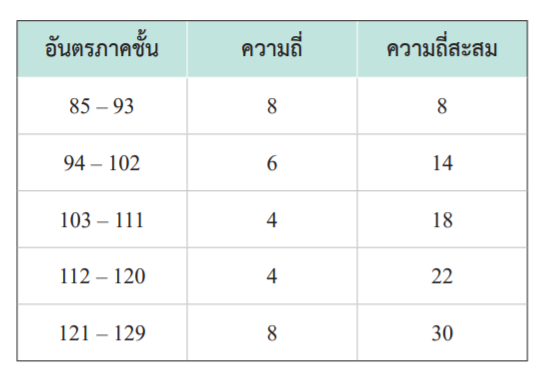 อันตรภาคชั้น ความถี่ ความถี่สะสม
85 – 93 8 8
94 – 102 6 14
103 – 111 4 18
112 – 120 4 22
121 – 129 8 30